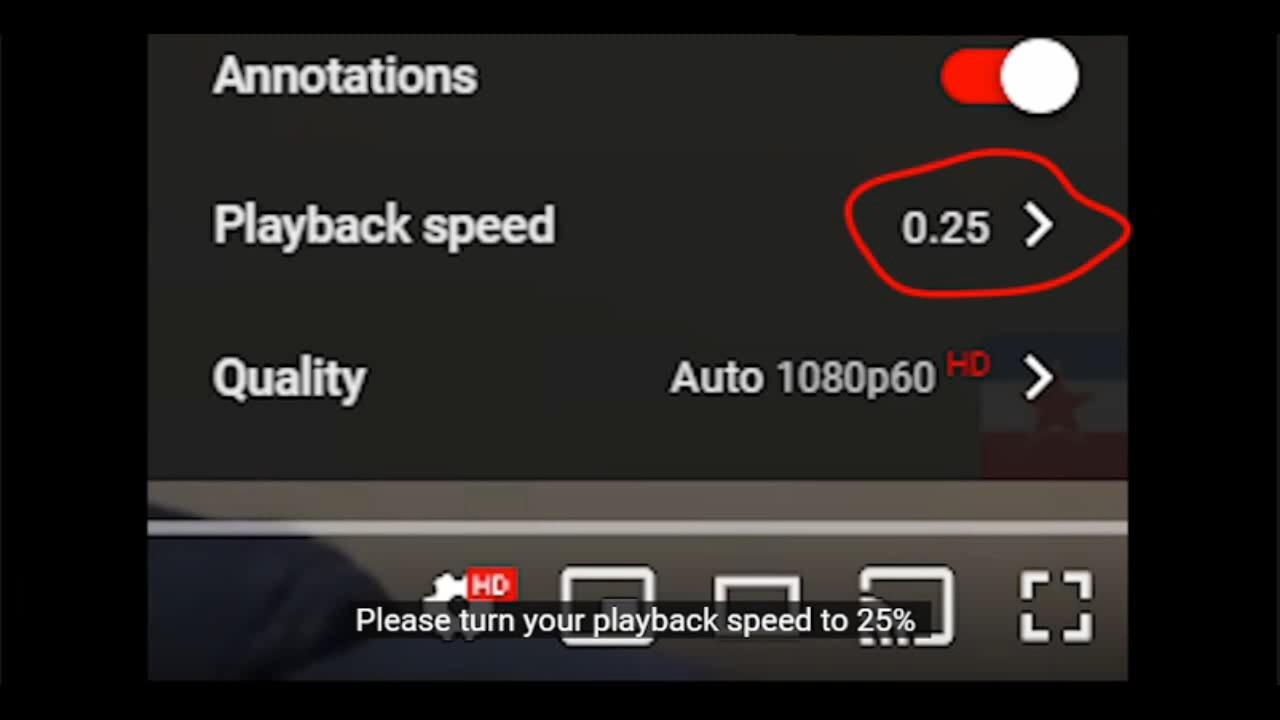 Annotations
Playback speed 0.25
Quality Auto 1080p60 HD
HD
Please turn your playback speed to 25%